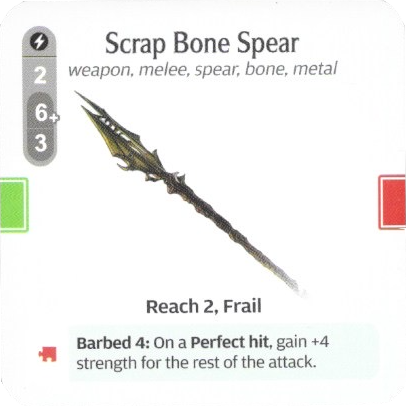 Scrap Bone Spear
weapon, melee, spear, bone, metal
2
6+
3
Reach 2, Frail
Barbed 4: On a Perfect hit, gain +4
strength for the rest of the attack.